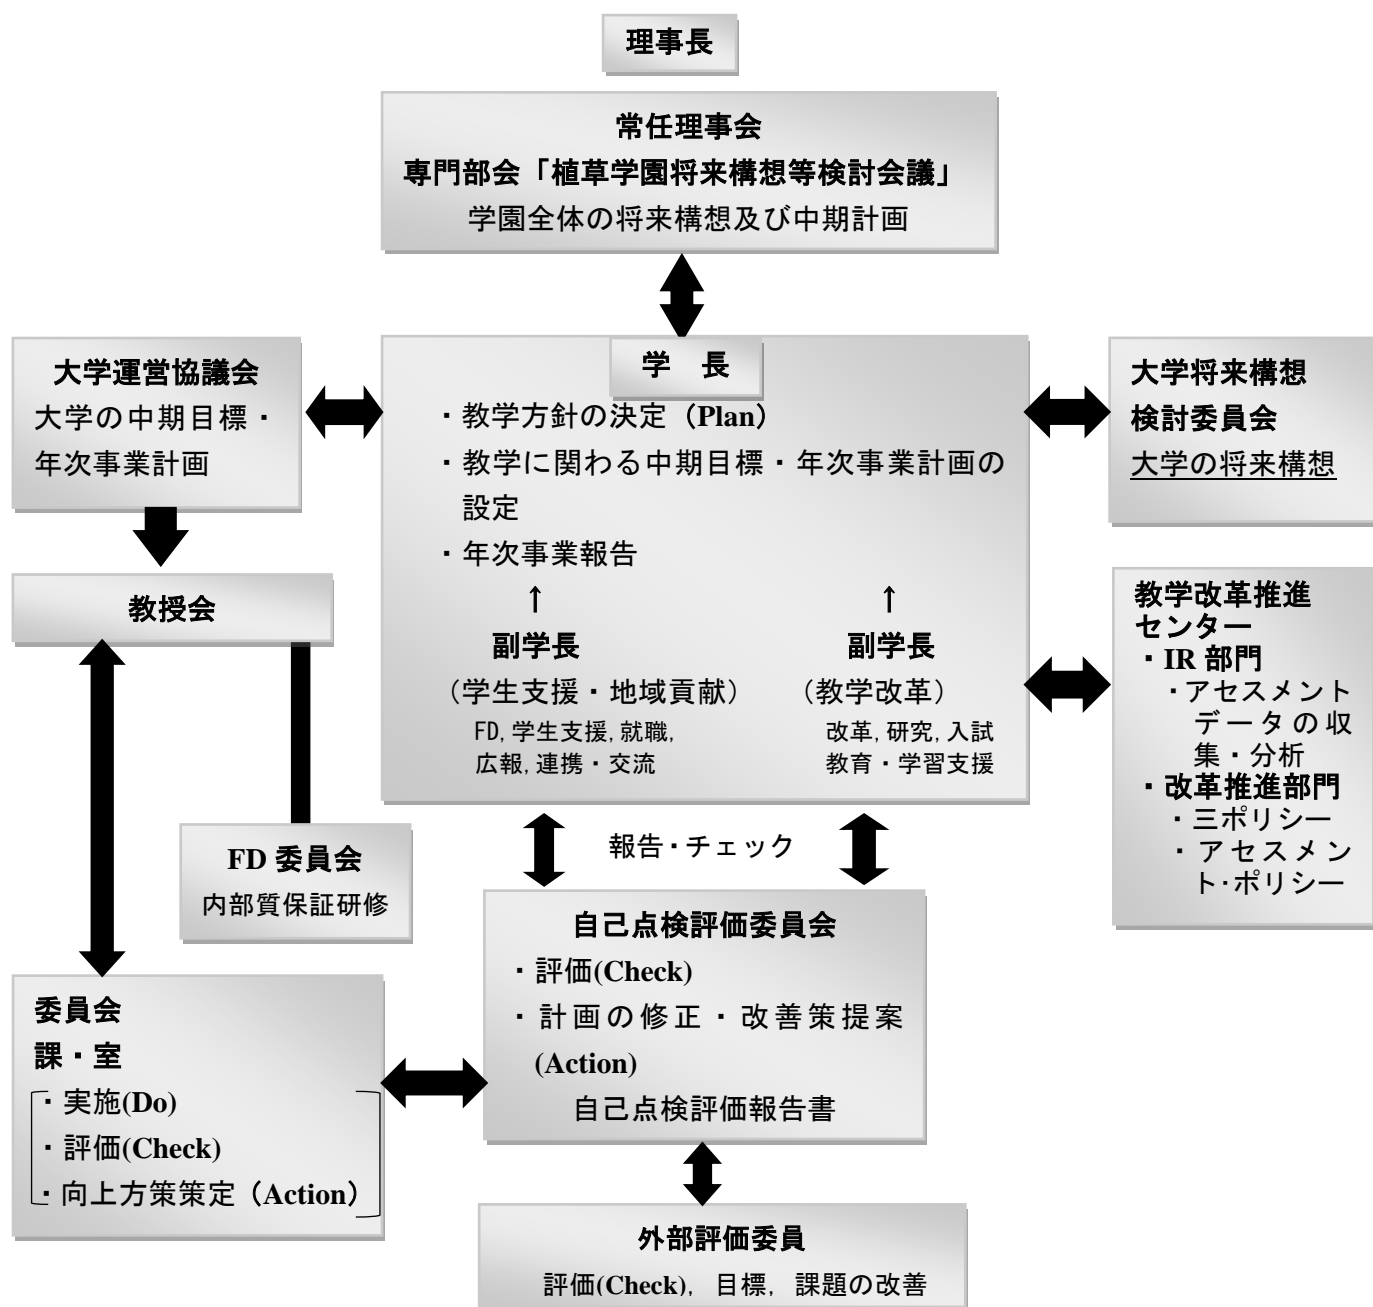 理事長
常任理事会
専門部会「植草学園将来構想等検討会議」
学園全体の将来構想及び中期計画
大学運営協議会
大学の中期目標・
年次事業計画
学　長
・教学方針の決定（Plan）
・教学に関わる中期目標・年次事業計画の
設定
・年次事業報告
↑
↑
副学長
（学生支援・地域貢献）
FD, 学生支援, 就職,
広報, 連携・交流
副学長
（教学改革）
改革, 研究, 入試
教育・学習支援
大学将来構想
検討委員会
大学の将来構想
教授会
教学改革推進
センター
・IR 部門
・アセスメント
データの収
集・分析
・改革推進部門
・三ポリシー
・アセスメン
ト・ポリシー
FD 委員会
内部質保証研修
報告・チェック
自己点検評価委員会
・評価(Check)
・計画の修正・改善策提案
(Action)
自己点検評価報告書
委員会
課・室
・実施(Do)
・評価(Check)
・向上方策策定（Action）
外部評価委員
評価(Check)，目標，課題の改善